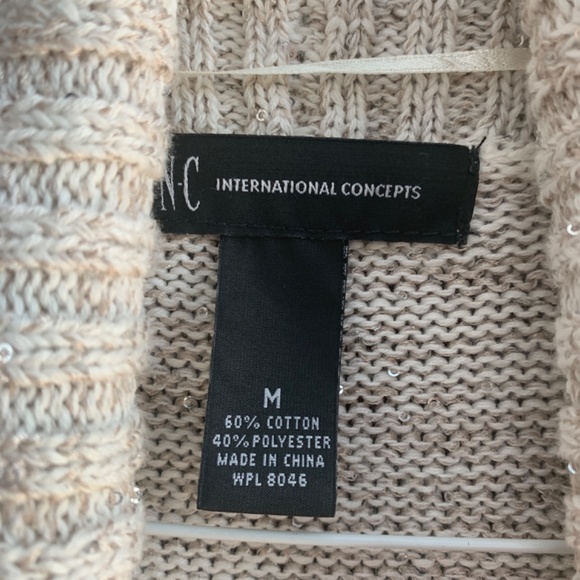 N-C INTERNATIONAL CONCEPTS
M
60% COTTON
40% POLYESTER
MADE IN CHINA
WPL 8046